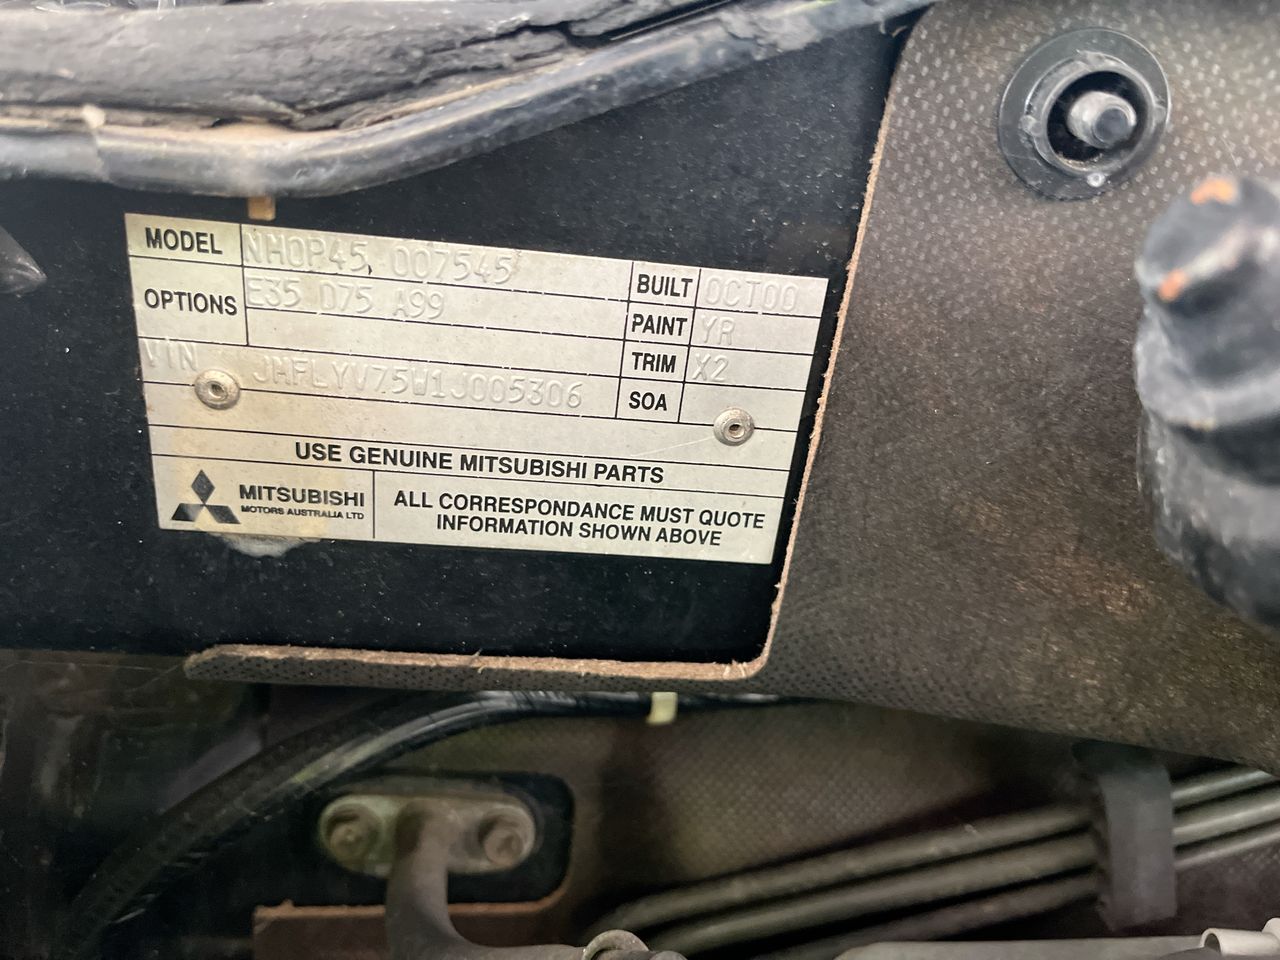 MODEL NH0P45, 007545
BUILT OCT00
OPTIONS E35 D75 A99
PAINT YR
TRIM X2
VIN JMFLYV75W1J005306
SOA
USE GENUINE MITSUBISHI PARTS
MITSUBISHI
MOTORS AUSTRALIA LTD
ALL CORRESPONDANCE MUST QUOTE
INFORMATION SHOWN ABOVE